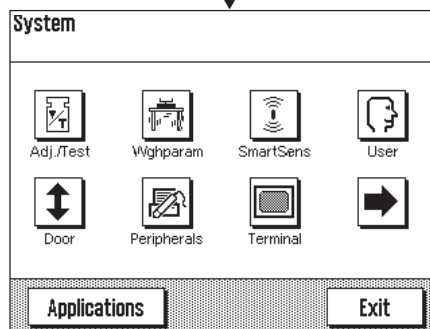 System
Adj./Test Wghparam SmartSens User
Door Peripherals Terminal
Applications Exit